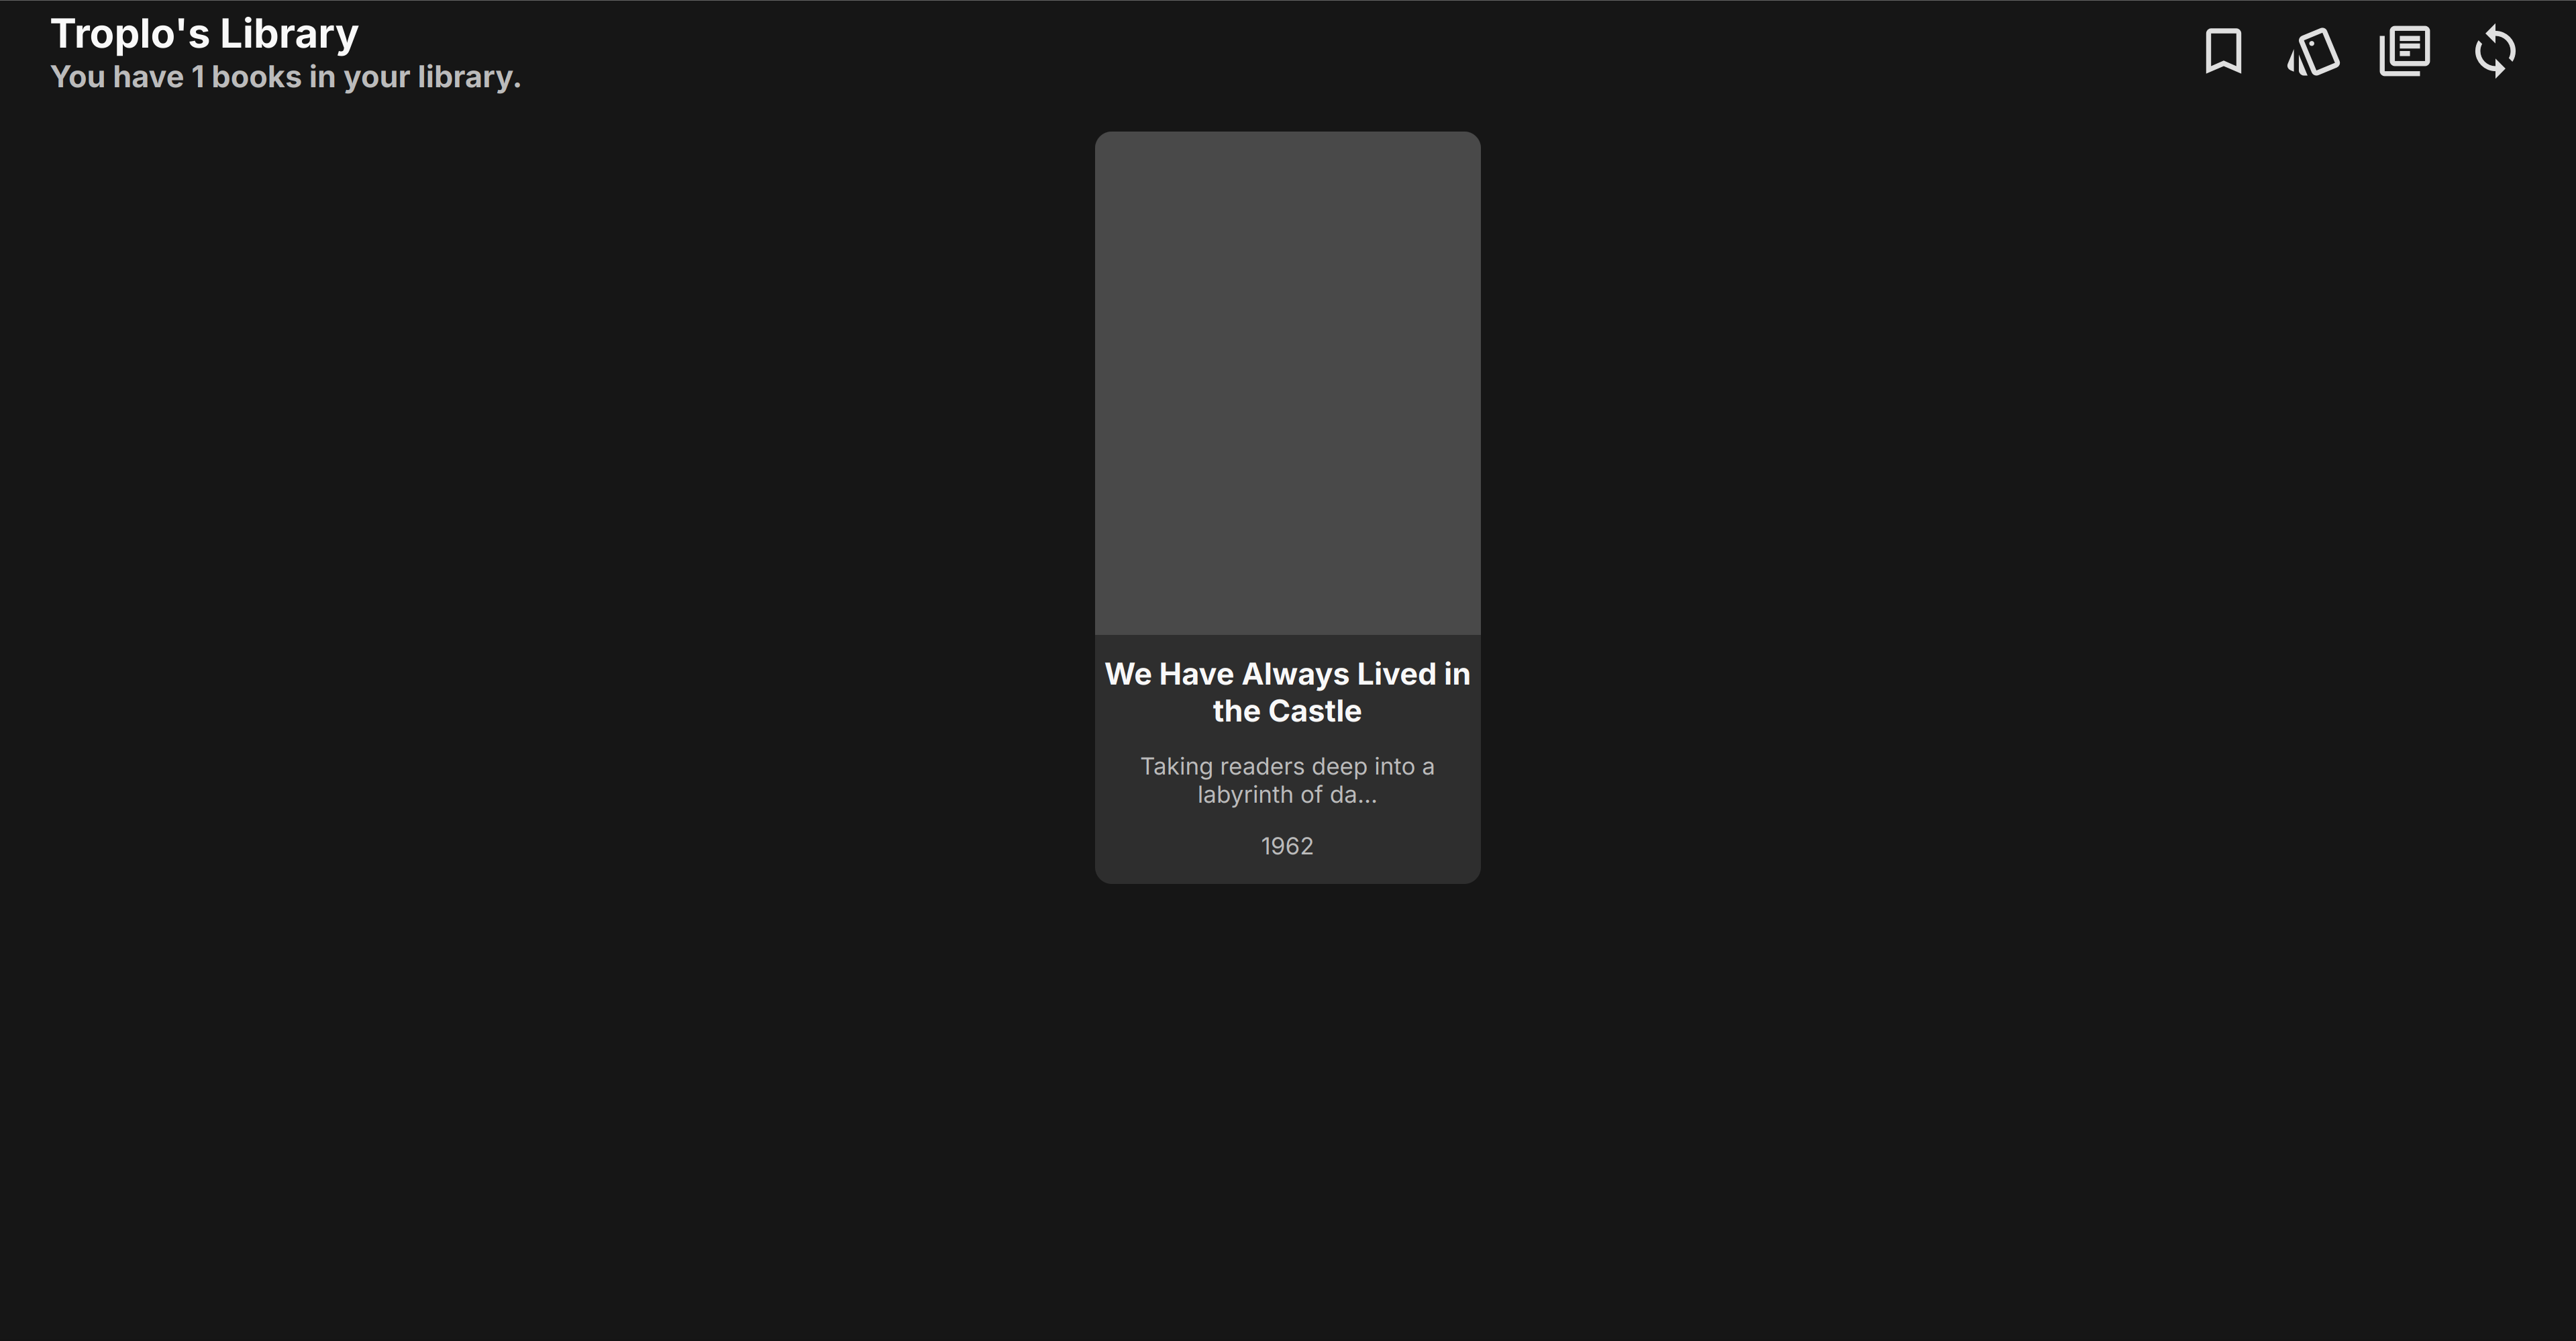 Troplo's Library
You have 1 books in your library.
We Have Always Lived in
the Castle
Taking readers deep into a
labyrinth of da...
1962